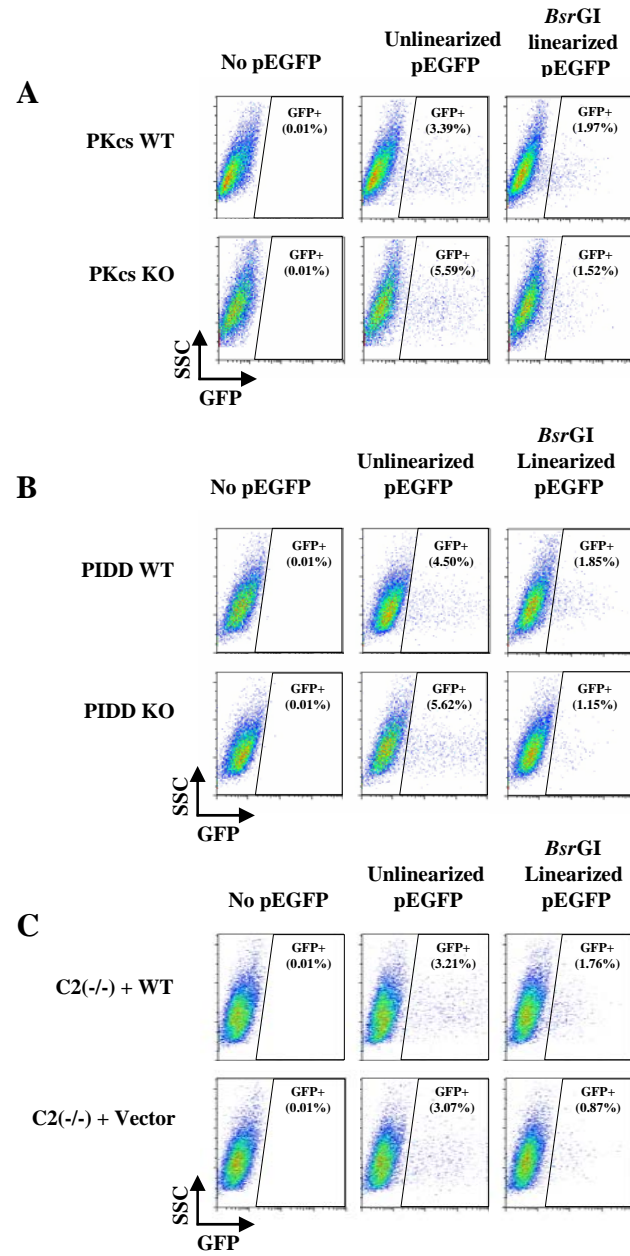 A
No pEGFP
Unlinearized
pEGFP
BsrGI
linearized
pEGFP
PKcs WT
GFP+
(0.01%)
GFP+
(3.39%)
GFP+
(1.97%)
PKcs KO
GFP+
(0.01%)
GFP+
(5.59%)
GFP+
(1.52%)
SSC
GFP
B
No pEGFP
Unlinearized
pEGFP
BsrGI
Linearized
pEGFP
PIDD WT
GFP+
(0.01%)
GFP+
(4.50%)
GFP+
(1.85%)
PIDD KO
GFP+
(0.01%)
GFP+
(5.62%)
GFP+
(1.15%)
SSC
GFP
C
No pEGFP
Unlinearized
pEGFP
BsrGI
Linearized
pEGFP
C2(-/-) + WT
GFP+
(0.01%)
GFP+
(3.21%)
GFP+
(1.76%)
C2(-/-) + Vector
GFP+
(0.01%)
GFP+
(3.07%)
GFP+
(0.87%)
SSC
GFP